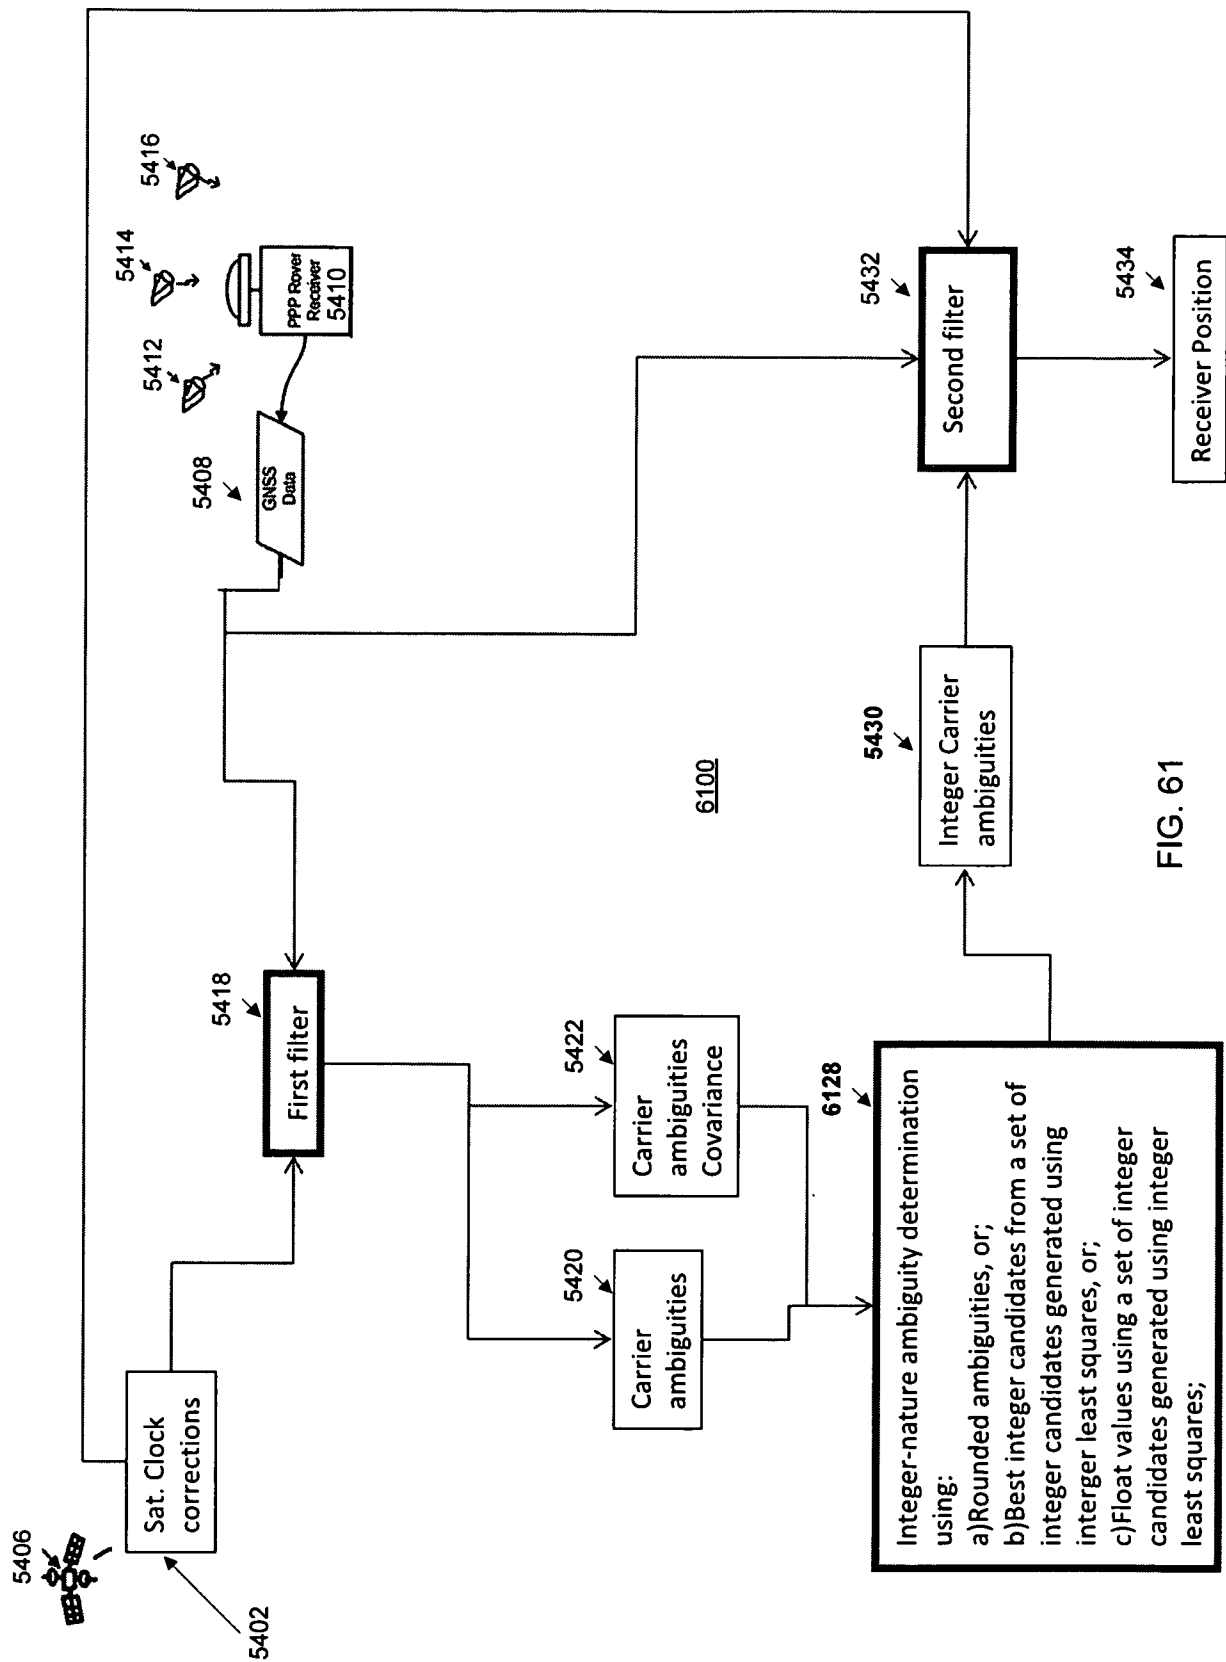 5406
Sat. Clock
corrections
5402
5418
First filter
5408
GNSS
Data
5412
5414
5416
PPP Rover
Receiver
5410
5420
Carrier
ambiguities
5422
Carrier
ambiguities
Covariance
6100
6128
Integer-nature ambiguity determination
using:
a)Rounded ambiguities, or;
b)Best integer candidates from a set of
integer candidates generated using
interger least squares, or;
c)Float values using a set of integer
candidates generated using integer
least squares;
5430
Integer Carrier
ambiguities
5432
Second filter
5434
Receiver Position
FIG. 61